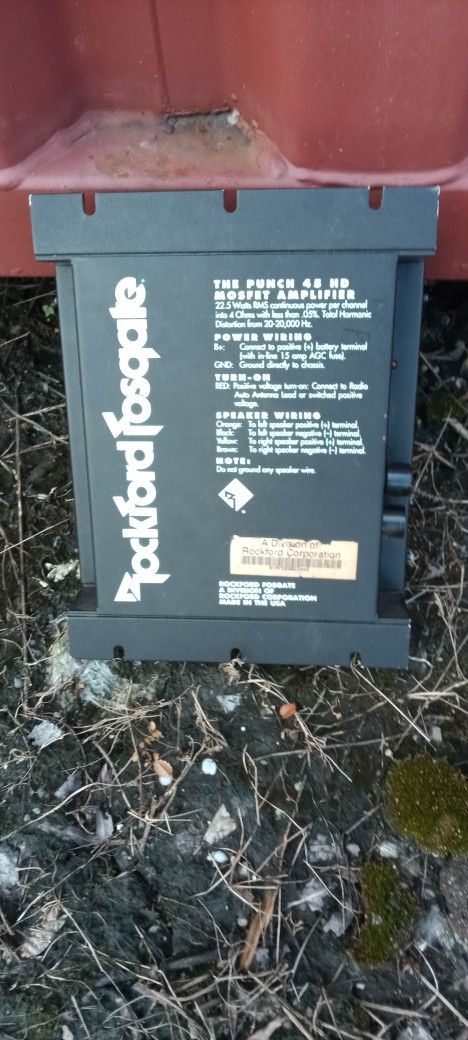 Rockford Fosgate
THE PUNCH 45 HD
MOSFET AMPLIFIER
22.5 Watts RMS continuous power per channel
into 4 Ohms with less than .05% Total Harmonic
Distortion from 20-20,000 Hz.
POWER WIRING
B+: Connect to positive (+) battery terminal
(with in-line 15 amp AGC fuse).
GND: Ground directly to chassis.
TURN-ON
RED: Positive voltage turn-on: Connect to Radio
Auto Antenna Lead or switched positive
voltage.
SPEAKER WIRING
Orange: To left speaker positive (+) terminal.
Black: To left speaker negative (-) terminal.
Yellow: To right speaker positive (+) terminal.
Brown: To right speaker negative (-) terminal.
NOTE:
Do not ground any speaker wire.
A Division of
Rockford Corporation
ROCKFORD FOSGATE
A DIVISION OF
ROCKFORD CORPORATION
MADE IN THE USA